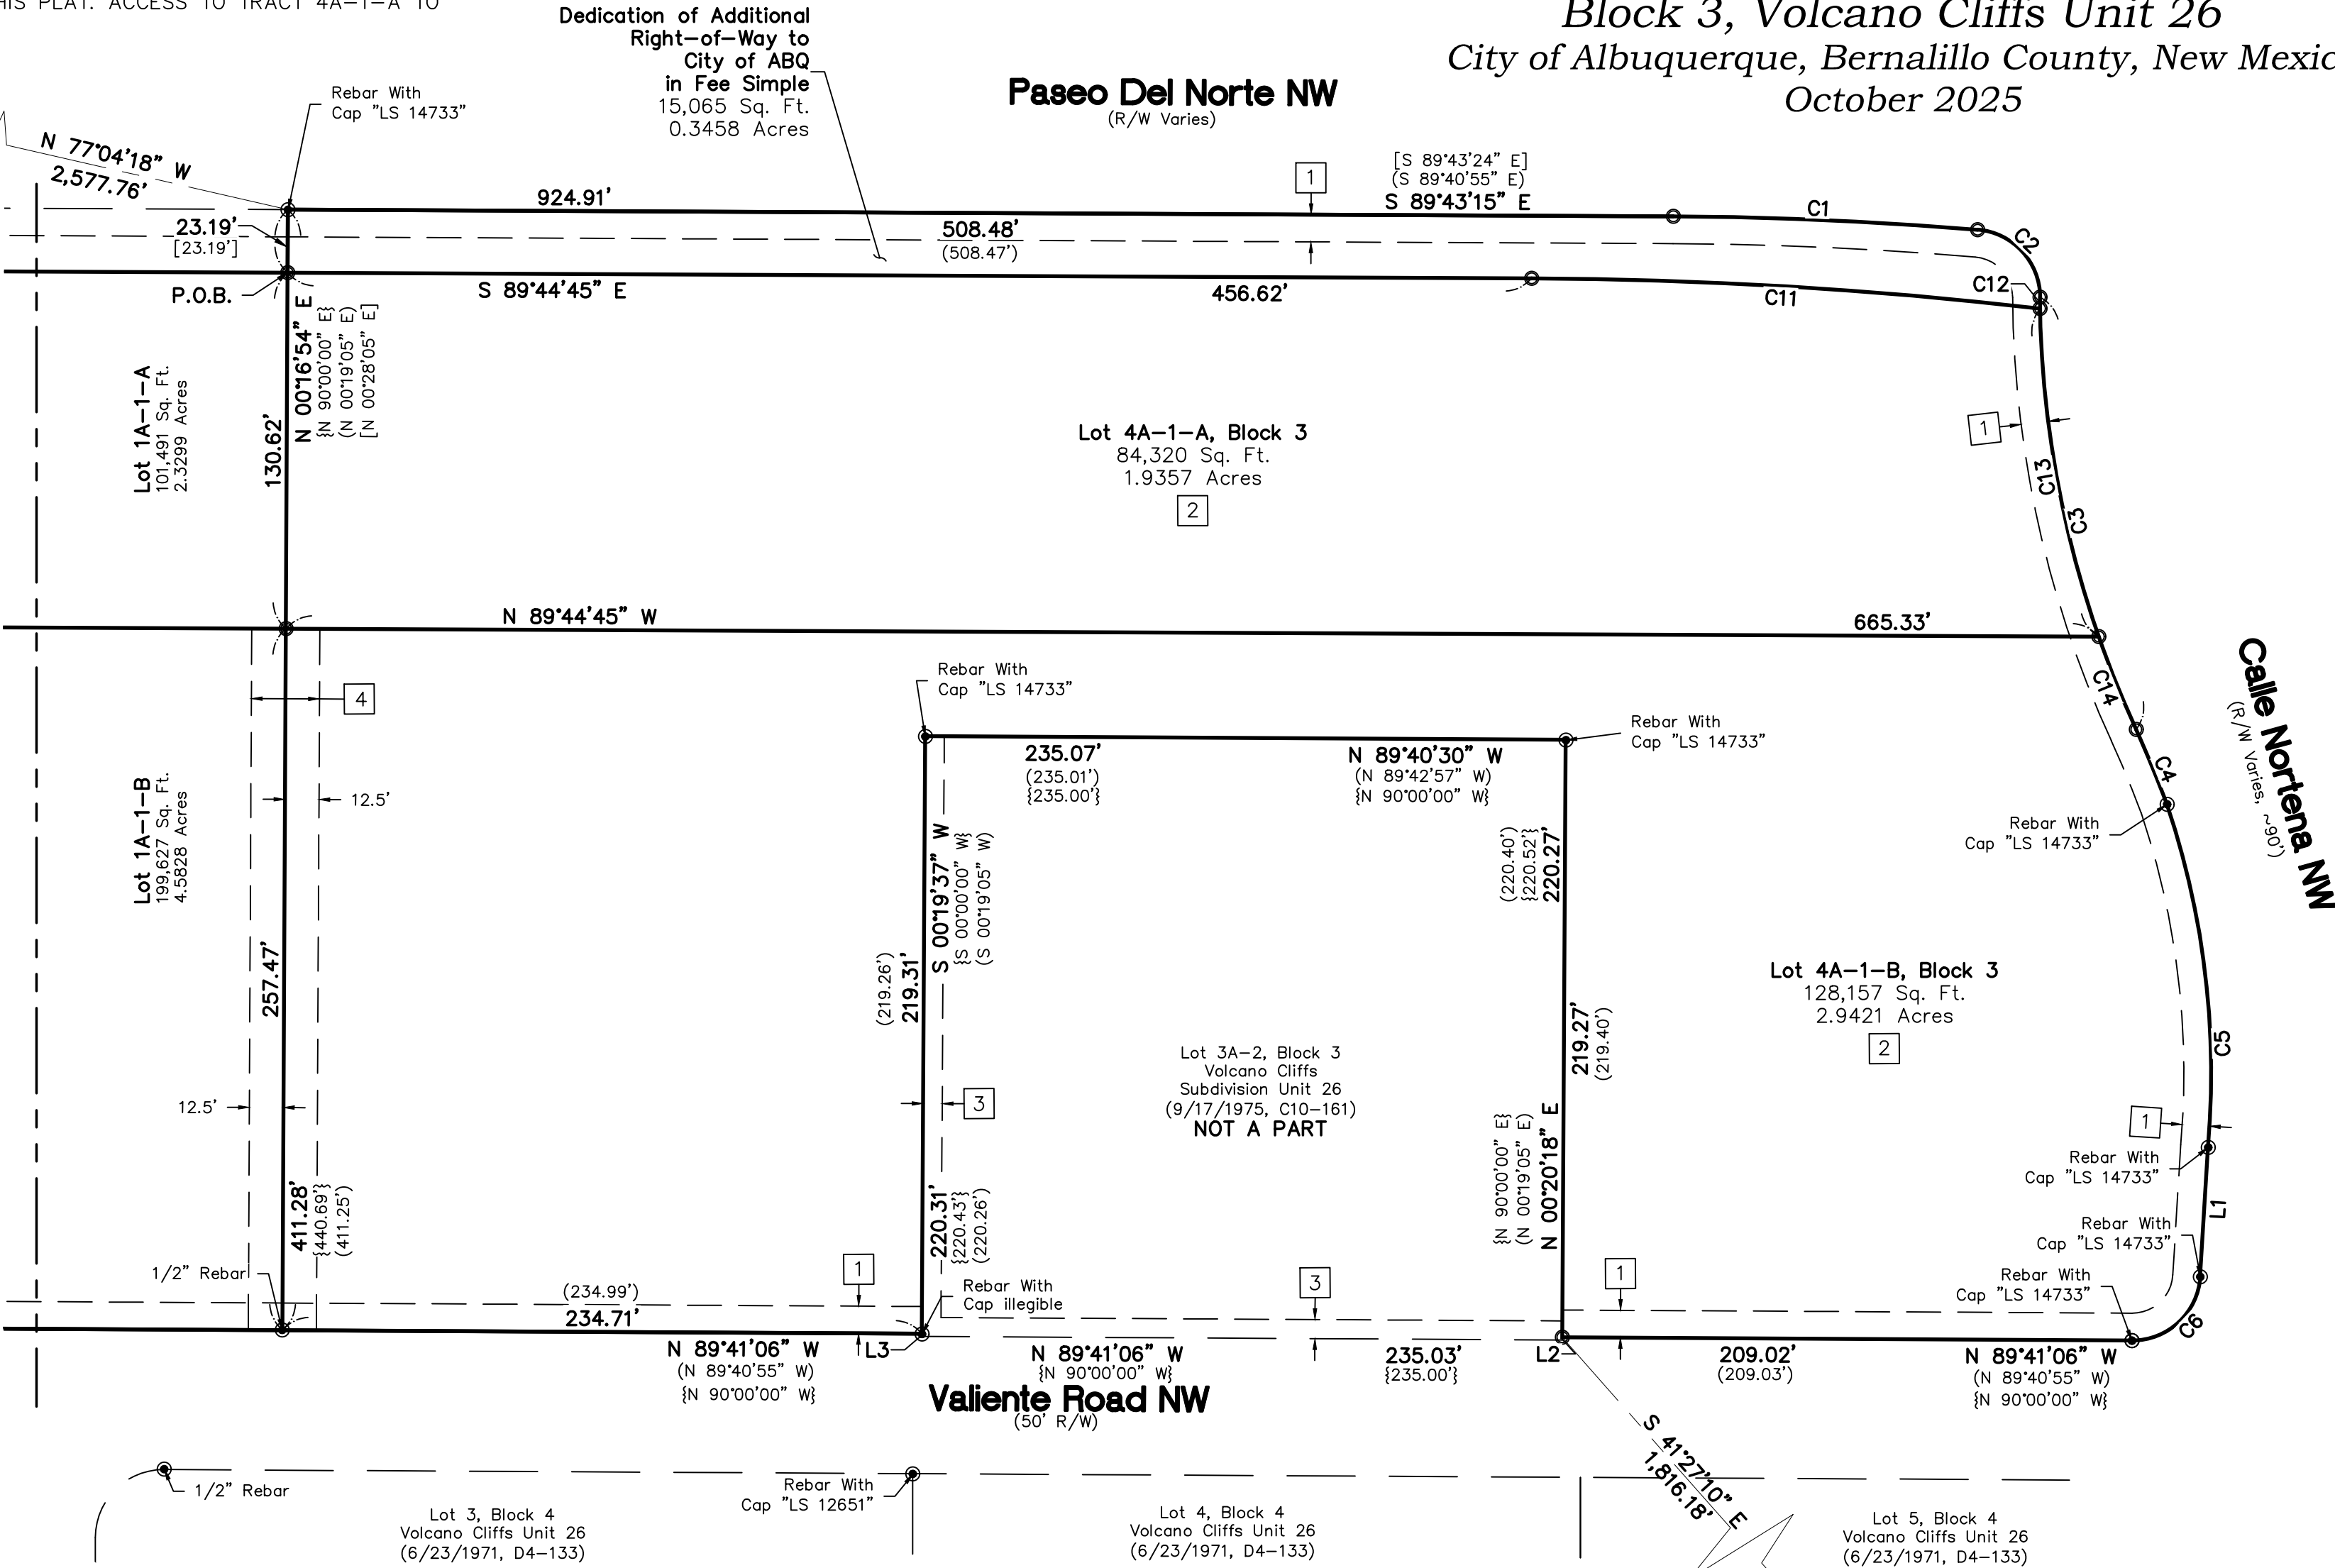 HIS PLAT. ACCESS TO TRACT 4A-1-A TO
Block 3, Volcano Cliffs Unit 26
City of Albuquerque, Bernalillo County, New Mexic
October 2025
Dedication of Additional
Right-of-Way to
City of ABQ
in Fee Simple
15,065 Sq. Ft.
0.3458 Acres
Paseo Del Norte NW
(R/W Varies)
Rebar With
Cap "LS 14733"
N 77°04'18" W
2,577.76'
924.91'
1
[S 89°43'24" E]
(S 89°40'55" E)
S 89°43'15" E
C1
C2
23.19'
[23.19']
508.48'
(508.47')
P.O.B.
S 89°44'45" E
456.62'
C11
C12
N 00°16'54" E
{N 90°00'00" E}
(N 00°19'05" E)
[N 00°28'05" E]
130.62'
Lot 1A-1-A
101,491 Sq. Ft.
2.3299 Acres
Lot 4A-1-A, Block 3
84,320 Sq. Ft.
1.9357 Acres
2
1
C13
C3
N 89°44'45" W
665.33'
Calle Nortena NW
(R/W Varies, ~90')
C14
C4
4
Rebar With
Cap "LS 14733"
Rebar With
Cap "LS 14733"
235.07'
(235.01')
{235.00'}
N 89°40'30" W
(N 89°42'57" W)
{N 90°00'00" W}
12.5'
Lot 1A-1-B
199,627 Sq. Ft.
4.5828 Acres
Rebar With
Cap "LS 14733"
S 00°19'37" W
{S 00°00'00" W}
(S 00°19'05" W)
(220.40')
{220.52'}
220.27'
257.47'
(219.26')
219.31'
Lot 4A-1-B, Block 3
128,157 Sq. Ft.
2.9421 Acres
2
219.27'
(219.40')
C5
Lot 3A-2, Block 3
Volcano Cliffs
Subdivision Unit 26
(9/17/1975, C10-161)
NOT A PART
12.5'
3
{N 90°00'00" E}
(N 00°19'05" E)
N 00°20'18" E
1
Rebar With
Cap "LS 14733"
L1
411.28'
{440.69'}
(411.25')
220.31'
{220.43'}
(220.26')
Rebar With
Cap "LS 14733"
1/2" Rebar
(234.99')
234.71'
1
Rebar With
Cap illegible
3
1
Rebar With
Cap "LS 14733"
C6
N 89°41'06" W
(N 89°40'55" W)
{N 90°00'00" W}
L3
N 89°41'06" W
{N 90°00'00" W}
235.03'
{235.00'}
L2
209.02'
(209.03')
N 89°41'06" W
(N 89°40'55" W)
{N 90°00'00" W}
Valiente Road NW
(50' R/W)
S 41°27'10" E
1,816.18'
1/2" Rebar
Rebar With
Cap "LS 12651"
Lot 3, Block 4
Volcano Cliffs Unit 26
(6/23/1971, D4-133)
Lot 4, Block 4
Volcano Cliffs Unit 26
(6/23/1971, D4-133)
Lot 5, Block 4
Volcano Cliffs Unit 26
(6/23/1971, D4-133)